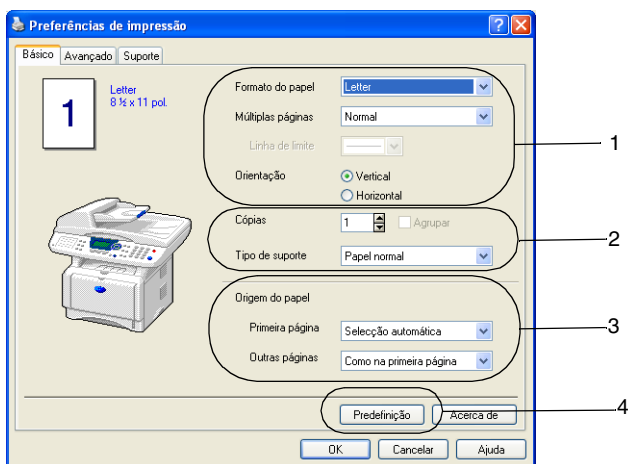 Preferências de impressão
Básico Avançado Suporte
1
Letter
8 ½ x 11 pol.
Formato do papel Letter
Múltiplas páginas Normal
Linha de limite
Orientação Vertical
Horizontal
1
Cópias 1 Agrupar
Tipo de suporte Papel normal
2
Origem do papel
Primeira página Selecção automática
Outras páginas Como na primeira página
3
Predefinição Acerca de
4
OK Cancelar Ajuda